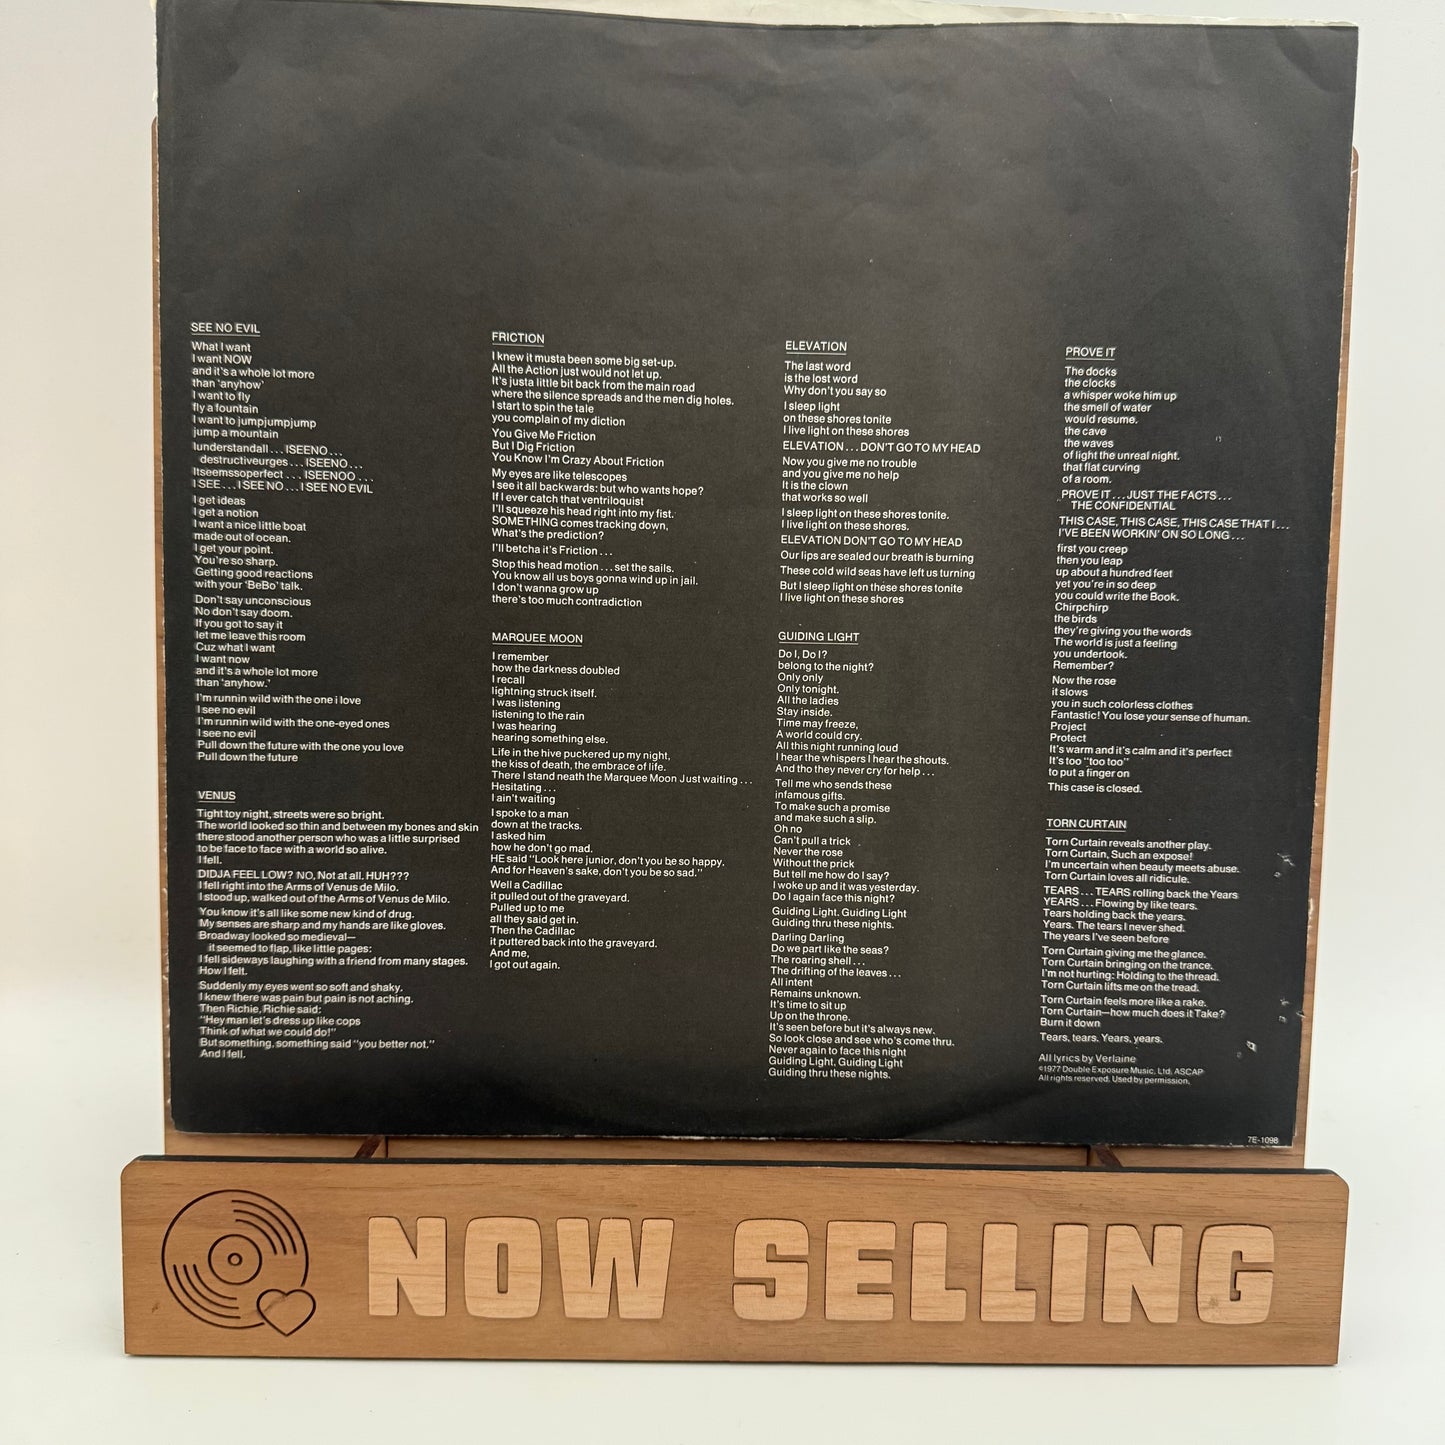 SEE NO EVIL
What I want
I want NOW
and it's a whole lot more
than 'anyhow'
I want to fly
fly a fountain
I want to jumpjumpjump
jump a mountain
Iunderstandall...ISEENO...
destructiveurges...ISEENO...
Itseemssoperfect...ISEENOO...
I SEE...I SEE NO...I SEE NO EVIL
I get ideas
I get a notion
I want a nice little boat
made out of ocean.
I get your point.
You're so sharp.
Getting good reactions
with your 'BeBo' talk.
Don't say unconscious
No don't say doom.
If you got to say it
let me leave this room
Cuz what I want
I want now
and it's a whole lot more
than 'anyhow.'
I'm runnin wild with the one i love
I see no evil
I'm runnin wild with the one-eyed ones
I see no evil
Pull down the future with the one you love
Pull down the future
VENUS
Tight toy night, streets were so bright.
The world looked so thin and between my bones and skin
there stood another person who was a little surprised
to be face to face with a world so alive.
I fell.
DIDJA FEEL LOW? NO, Not at all. HUH???
I fell right into the Arms of Venus de Milo.
I stood up, walked out of the Arms of Venus de Milo.
You know it's all like some new kind of drug.
My senses are sharp and my hands are like gloves.
Broadway looked so medieval—
it seemed to flap, like little pages:
I fell sideways laughing with a friend from many stages.
How I felt.
Suddenly my eyes went so soft and shaky.
I knew there was pain but pain is not aching.
Then Richie, Richie said:
"Hey man let's dress up like cops
Think of what we could do!"
But something, something said "you better not."
And I fell.
FRICTION
I knew it musta been some big set-up.
All the Action just would not let up.
It's justa little bit back from the main road
where the silence spreads and the men dig holes.
I start to spin the tale
you complain of my diction
You Give Me Friction
But I Dig Friction
You Know I'm Crazy About Friction
My eyes are like telescopes
I see it all backwards: but who wants hope?
If I ever catch that ventriloquist
I'll squeeze his head right into my fist.
SOMETHING comes tracking down,
What's the prediction?
I'll betcha it's Friction...
Stop this head motion...set the sails.
You know all us boys gonna wind up in jail.
I don't wanna grow up
there's too much contradiction
MARQUEE MOON
I remember
how the darkness doubled
I recall
lightning struck itself.
I was listening
listening to the rain
I was hearing
hearing something else.
Life in the hive puckered up my night,
the kiss of death, the embrace of life.
There I stand neath the Marquee Moon Just waiting...
Hesitating...
I ain't waiting
I spoke to a man
down at the tracks.
I asked him
how he don't go mad.
HE said "Look here junior, don't you be so happy.
And for Heaven's sake, don't you be so sad."
Well a Cadillac
it pulled out of the graveyard.
Pulled up to me
all they said get in.
Then the Cadillac
it puttered back into the graveyard.
And me,
I got out again.
ELEVATION
The last word
is the lost word
Why don't you say so
I sleep light
on these shores tonite
I live light on these shores
ELEVATION...DON'T GO TO MY HEAD
Now you give me no trouble
and you give me no help
It is the clown
that works so well
I sleep light on these shores tonite.
I live light on these shores.
ELEVATION DON'T GO TO MY HEAD
Our lips are sealed our breath is burning
These cold wild seas have left us turning
But I sleep light on these shores tonite
I live light on these shores
GUIDING LIGHT
Do I, Do I?
belong to the night?
Only only
Only tonight.
All the ladies
Stay inside.
Time may freeze,
A world could cry.
All this night running loud
I hear the whispers I hear the shouts.
And tho they never cry for help...
Tell me who sends these
infamous gifts.
To make such a promise
and make such a slip.
Oh no
Can't pull a trick
Never the rose
Without the prick
But tell me how do I say?
I woke up and it was yesterday.
Do I again face this night?
Guiding Light. Guiding Light
Guiding thru these nights.
Darling Darling
Do we part like the seas?
The roaring shell...
The drifting of the leaves...
All intent
Remains unknown.
It's time to sit up
Up on the throne.
It's seen before but it's always new.
So look close and see who's come thru.
Never again to face this night
Guiding Light. Guiding Light
Guiding thru these nights.
PROVE IT
The docks
the clocks
a whisper woke him up
the smell of water
would resume.
the cave
the waves
of light the unreal night.
that flat curving
of a room.
PROVE IT...JUST THE FACTS...
THE CONFIDENTIAL
THIS CASE, THIS CASE, THIS CASE THAT I...
I'VE BEEN WORKIN' ON SO LONG...
first you creep
then you leap
up about a hundred feet
yet you're in so deep
you could write the Book.
Chirpchirp
the birds
they're giving you the words
The world is just a feeling
you undertook.
Remember?
Now the rose
it slows
you in such colorless clothes
Fantastic! You lose your sense of human.
Project
Protect
It's warm and it's calm and it's perfect
It's too "too too"
to put a finger on
This case is closed.
TORN CURTAIN
Torn Curtain reveals another play.
Torn Curtain, Such an expose!
I'm uncertain when beauty meets abuse.
Torn Curtain loves all ridicule.
TEARS...TEARS rolling back the Years
YEARS...Flowing by like tears.
Tears holding back the years.
Years. The tears I never shed.
The years I've seen before
Torn Curtain giving me the glance.
Torn Curtain bringing on the trance.
I'm not hurting: Holding to the thread.
Torn Curtain lifts me on the tread.
Torn Curtain feels more like a rake.
Torn Curtain—how much does it Take?
Burn it down
Tears, tears. Years, years.
All lyrics by Verlaine
©1977 Double Exposure Music, Ltd. ASCAP
All rights reserved. Used by permission.
7E-1098
NOW SELLING